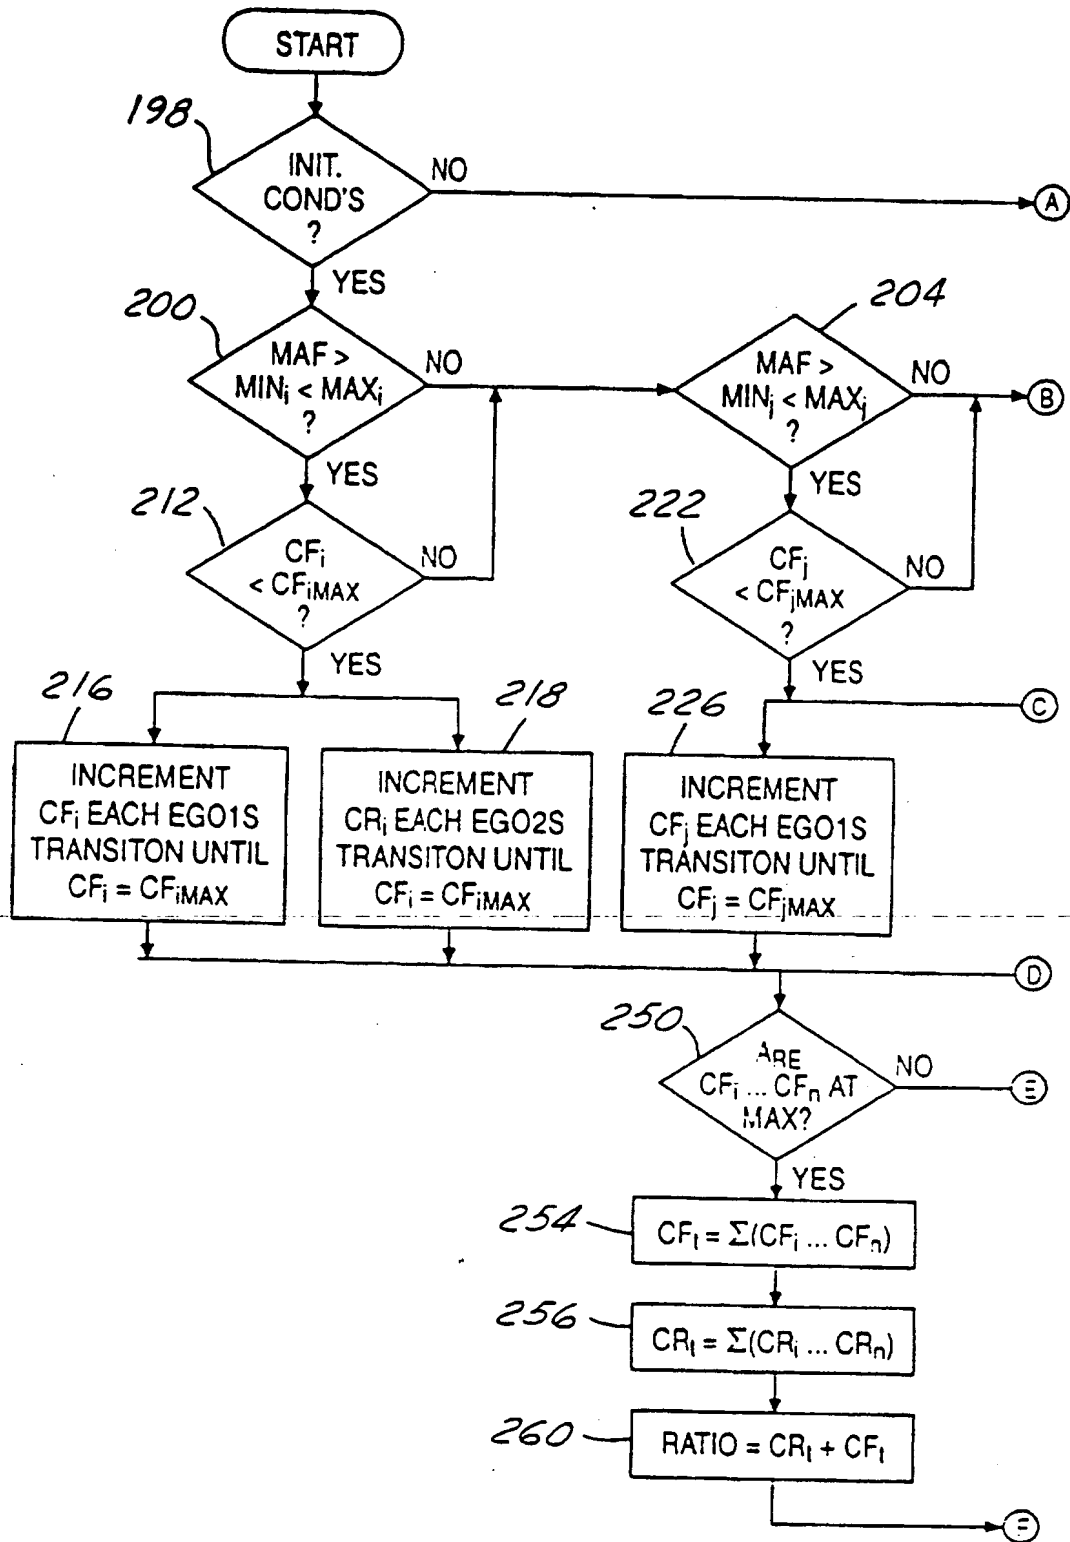 START
198
INIT.
COND'S
?
NO
A
YES
200
MAF >
MINi < MAXi
?
NO
204
MAF >
MINj < MAXj
?
NO
B
YES
YES
212
CFi
< CFiMAX
?
NO
222
CFj
< CFjMAX
?
NO
YES
YES
C
216
INCREMENT
CFi EACH EGO1S
TRANSITON UNTIL
CFi = CFiMAX
218
INCREMENT
CRi EACH EGO2S
TRANSITON UNTIL
CFi = CFiMAX
226
INCREMENT
CFj EACH EGO1S
TRANSITON UNTIL
CFj = CFjMAX
D
250
ARE
CFi ... CFn AT
MAX?
NO
E
YES
254
CFt = Σ(CFi ... CFn)
256
CRt = Σ(CRi ... CRn)
260
RATIO = CRt + CFt
F